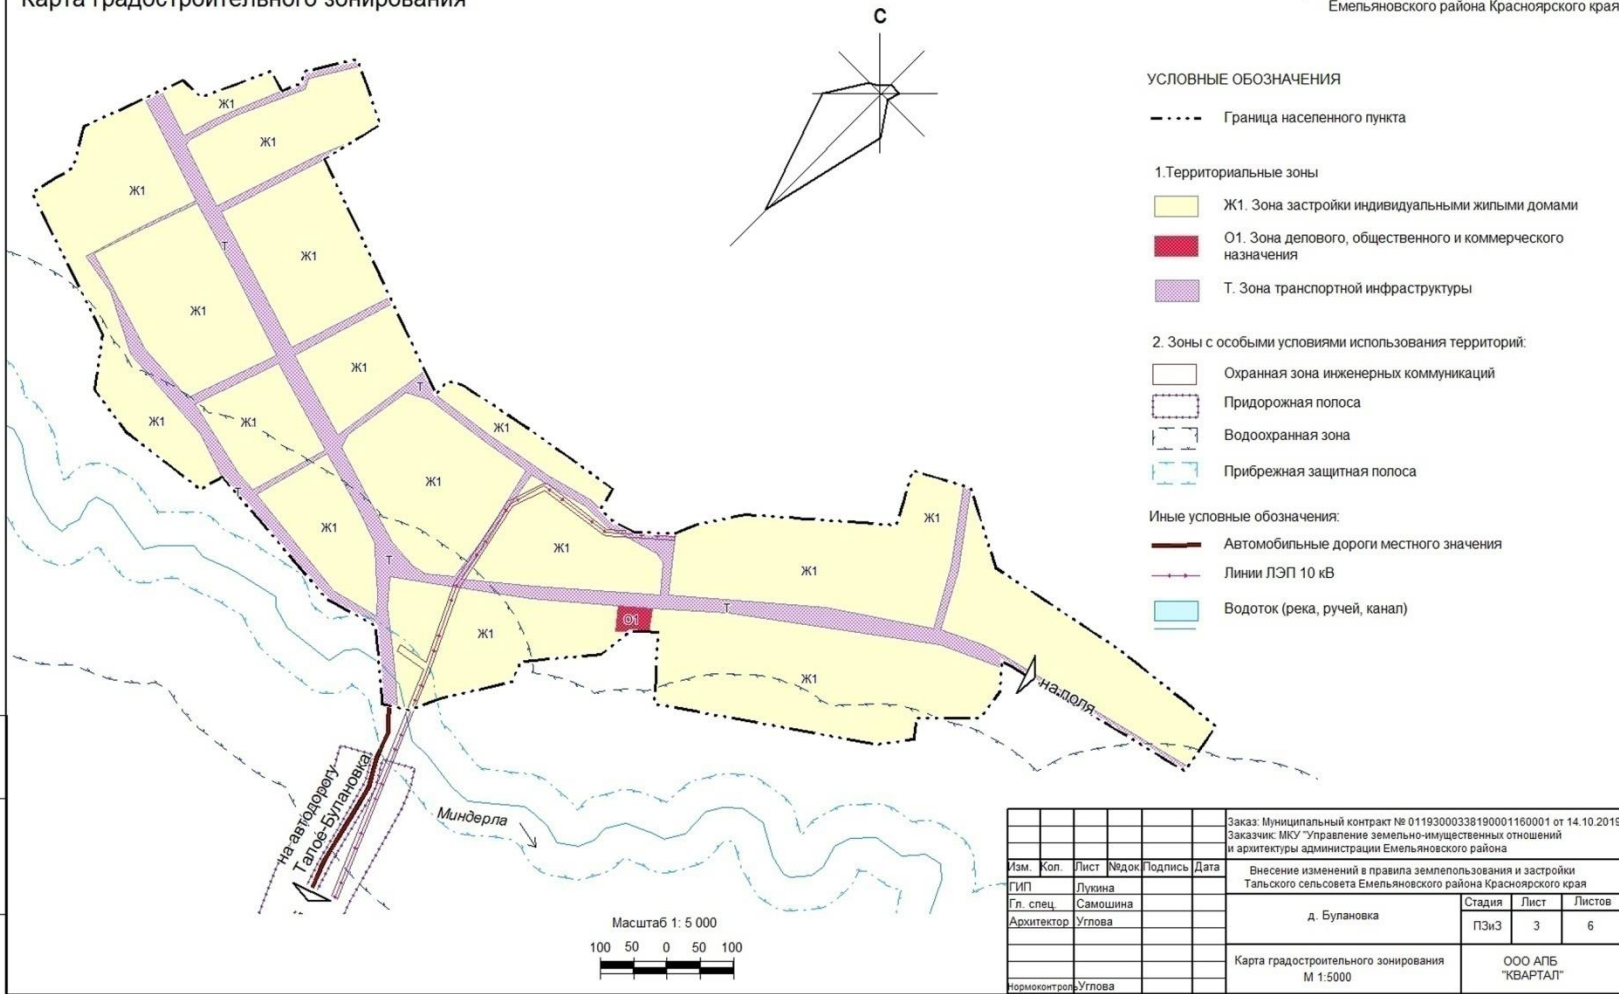 Карта градостроительного зонирования
Емельяновского района Красноярского края
С
УСЛОВНЫЕ ОБОЗНАЧЕНИЯ
Граница населенного пункта
1.Территориальные зоны
Ж1. Зона застройки индивидуальными жилыми домами
О1. Зона делового, общественного и коммерческого
назначения
Т. Зона транспортной инфраструктуры
2. Зоны с особыми условиями использования территорий:
Охранная зона инженерных коммуникаций
Придорожная полоса
Водоохранная зона
Прибрежная защитная полоса
Иные условные обозначения:
Автомобильные дороги местного значения
Линии ЛЭП 10 кВ
Водоток (река, ручей, канал)
Ж1
Ж1
Ж1
Т
Ж1
Ж1
Ж1
Т
Ж1
Ж1
Ж1
Ж1
Т
Ж1
Ж1
Ж1
Ж1
Т
Ж1
Т
О1
Ж1
Ж1
на поля
на автодорогу
Талое-Булановка
Миндерла
Масштаб 1: 5 000
100 50 0 50 100
Заказ: Муниципальный контракт № 01193000338190001160001 от 14.10.2019
Заказчик: МКУ "Управление земельно-имущественных отношений
и архитектуры администрации Емельяновского района
Изм. Кол. Лист №док Подпись Дата
Внесение изменений в правила землепользования и застройки
Тальского сельсовета Емельяновского района Красноярского края
ГИП Лукина
Гл. спец. Самошина
Архитектор Углова
д. Булановка
Стадия Лист Листов
ПЗиЗ 3 6
Карта градостроительного зонирования
М 1:5000
ООО АПБ
"КВАРТАЛ"
Нормоконтроль Углова